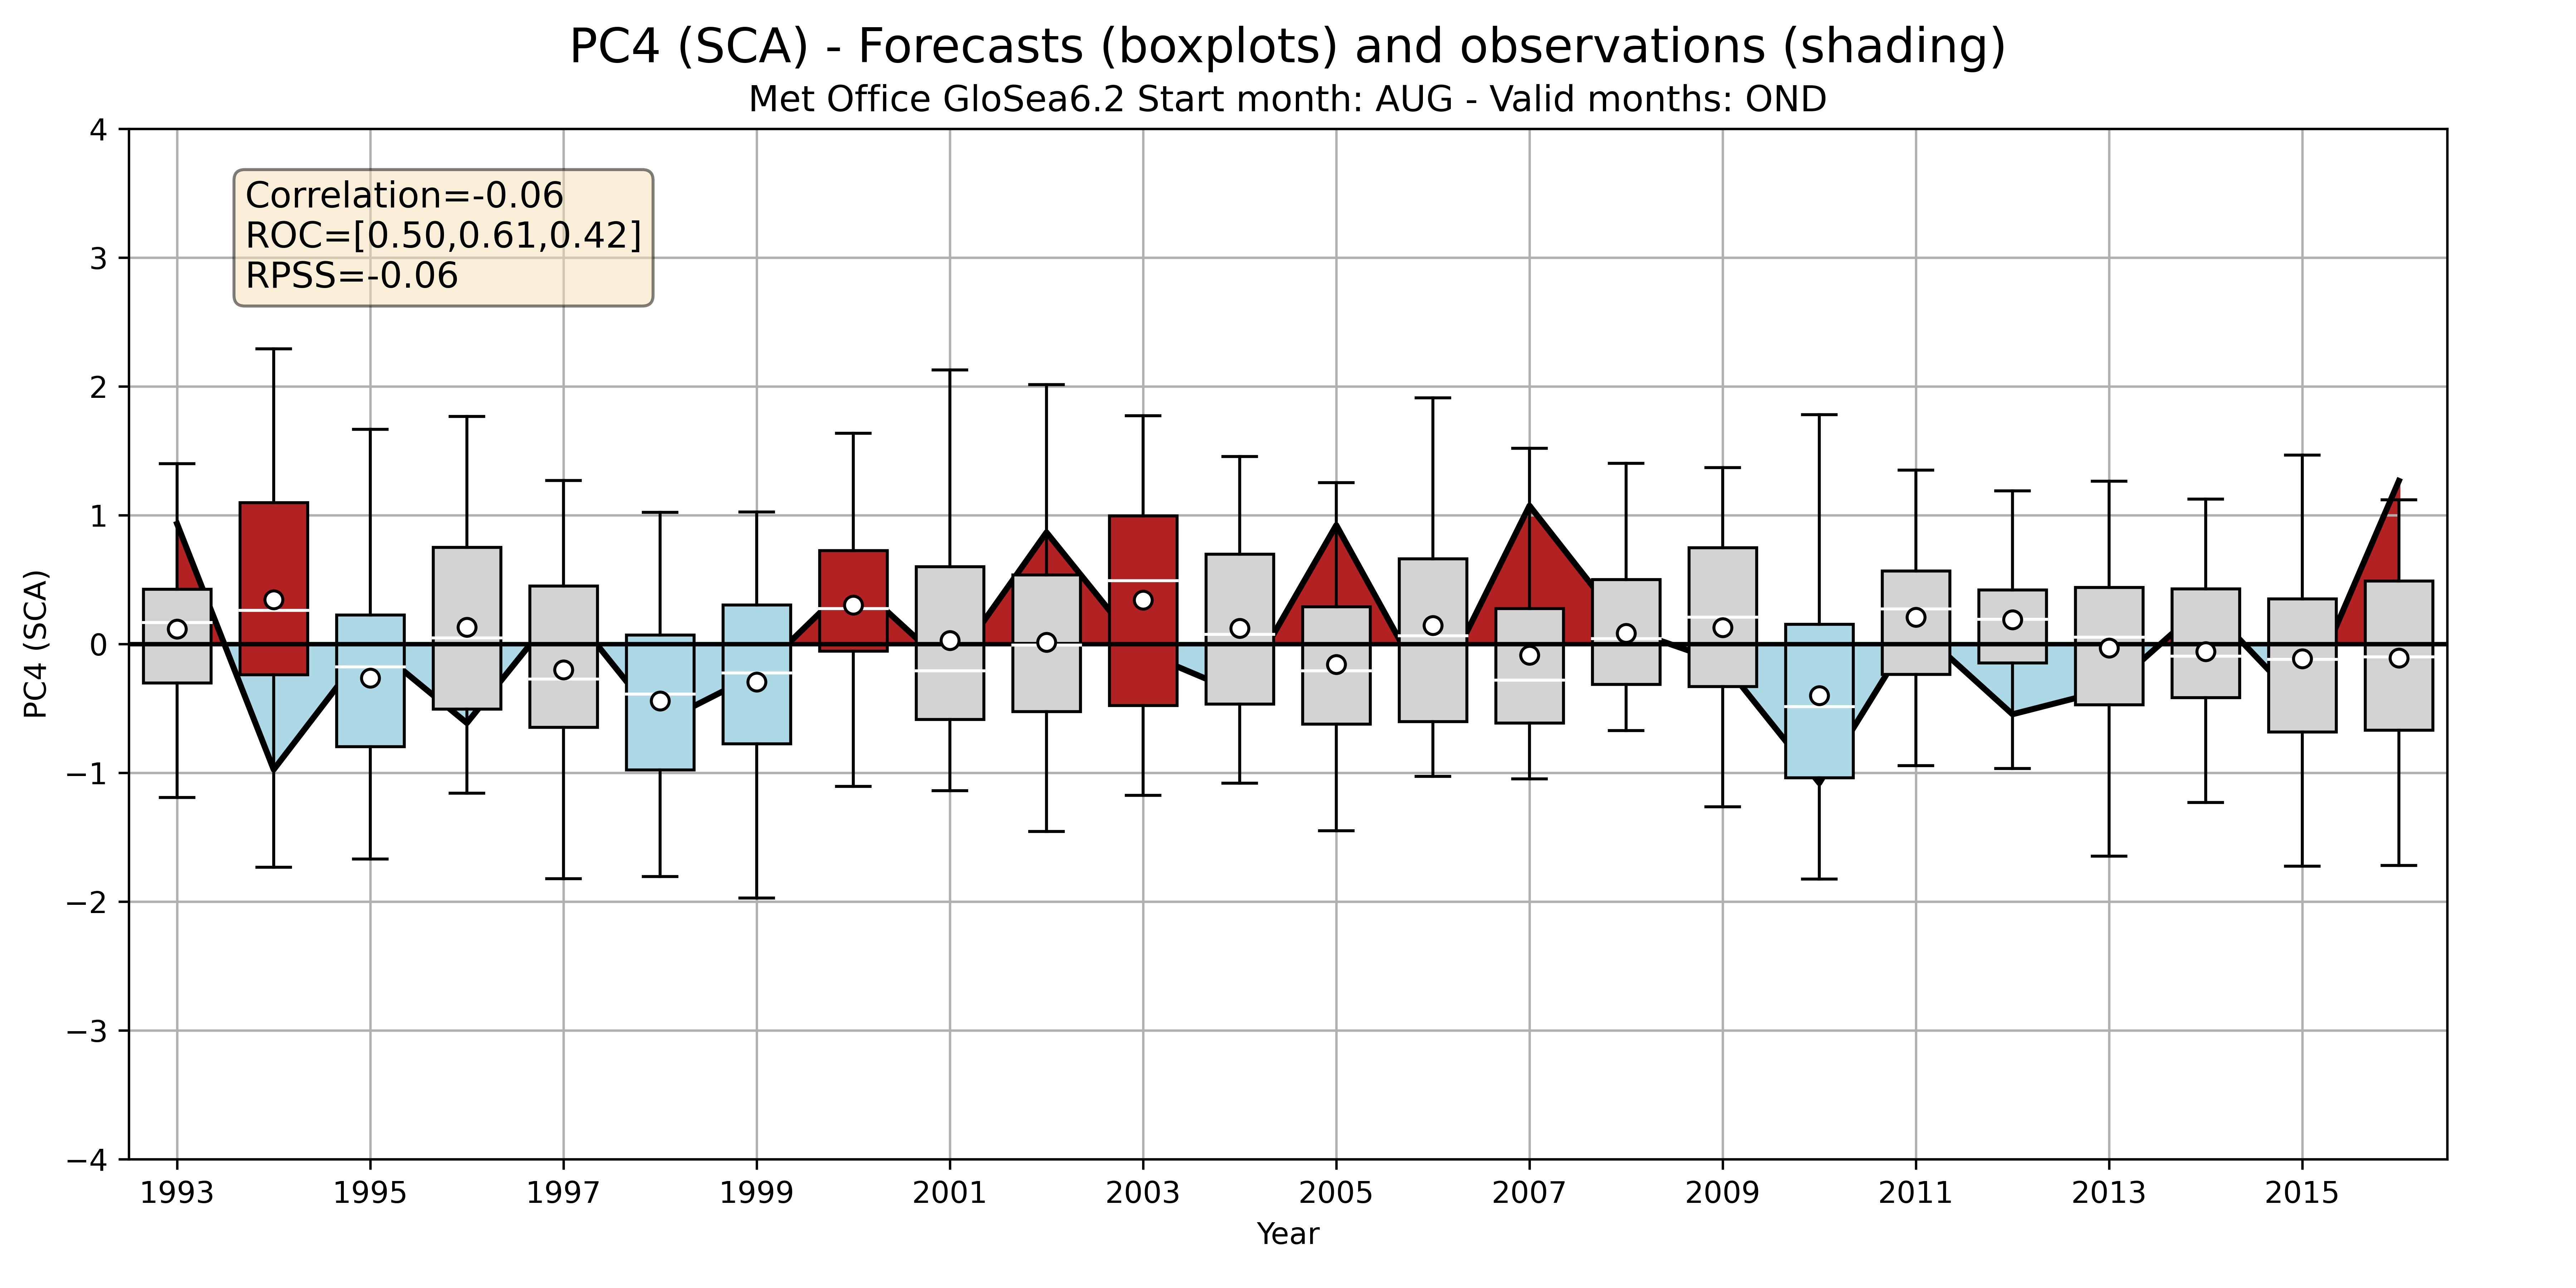 PC4 (SCA) - Forecasts (boxplots) and observations (shading)
Met Office GloSea6.2 Start month: AUG - Valid months: OND
Correlation=-0.06
ROC=[0.50,0.61,0.42]
RPSS=-0.06
PC4 (SCA)
4
3
2
1
0
−1
−2
−3
−4
1993 1995 1997 1999 2001 2003 2005 2007 2009 2011 2013 2015
Year